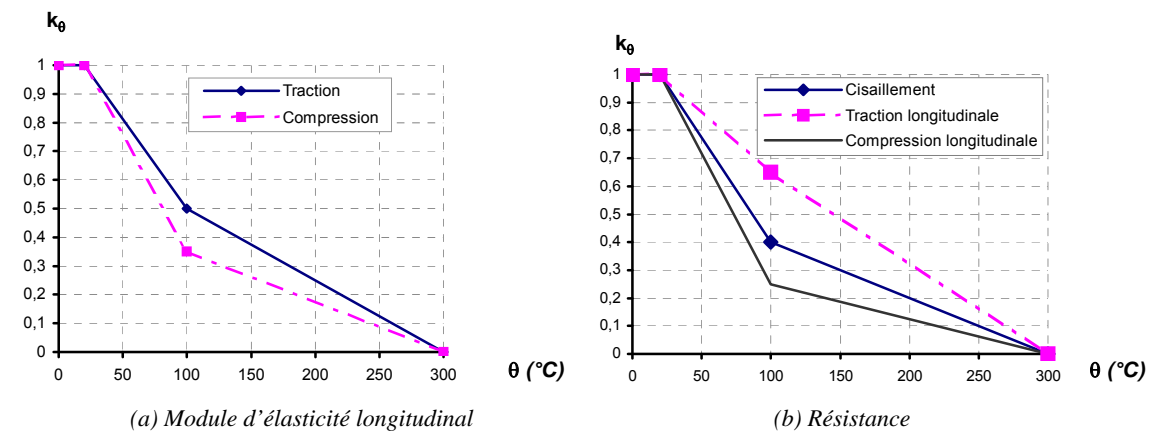 kθ
1
0,9
0,8
0,7
0,6
0,5
0,4
0,3
0,2
0,1
0
0 50 100 150 200 250 300
θ (°C)
Traction
Compression
(a) Module d'élasticité longitudinal
kθ
1
0,9
0,8
0,7
0,6
0,5
0,4
0,3
0,2
0,1
0
0 50 100 150 200 250 300
θ (°C)
Cisaillement
Traction longitudinale
Compression longitudinale
(b) Résistance